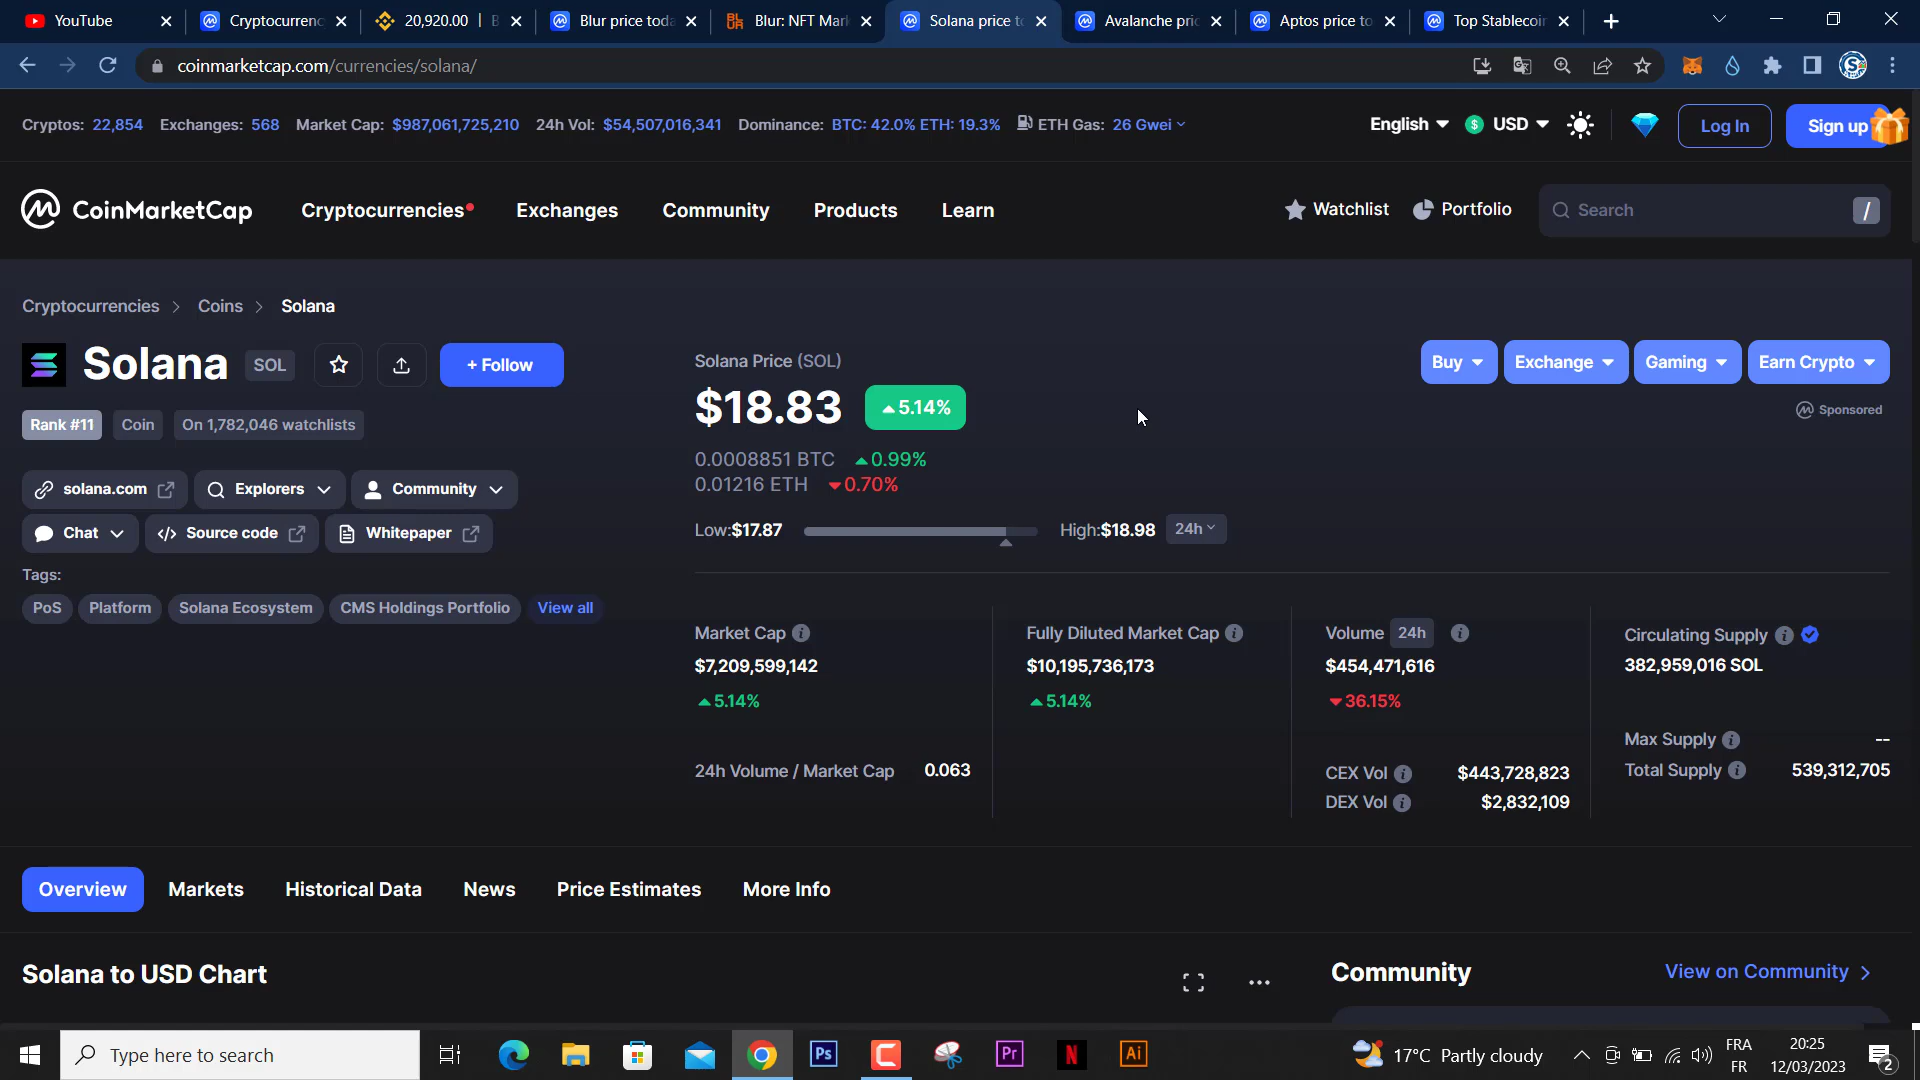 YouTube
Cryptocurrenc
20,920.00 | B
Blur price toda
Blur: NFT Mark
Solana price to
Avalanche pric
Aptos price to
Top Stablecoin
coinmarketcap.com/currencies/solana/
Cryptos: 22,854 Exchanges: 568 Market Cap: $987,061,725,210 24h Vol: $54,507,016,341 Dominance: BTC: 42.0% ETH: 19.3% ETH Gas: 26 Gwei
English USD Log In Sign up
CoinMarketCap Cryptocurrencies Exchanges Community Products Learn Watchlist Portfolio Search /
Cryptocurrencies > Coins > Solana
Solana SOL + Follow
Rank #11 Coin On 1,782,046 watchlists
solana.com Explorers Community
Chat Source code Whitepaper
Tags:
PoS Platform Solana Ecosystem CMS Holdings Portfolio View all
Solana Price (SOL)
$18.83 5.14%
0.0008851 BTC 0.99%
0.01216 ETH 0.70%
Low:$17.87 High:$18.98 24h
Buy Exchange Gaming Earn Crypto
Sponsored
Market Cap
$7,209,599,142
5.14%
24h Volume / Market Cap 0.063
Fully Diluted Market Cap
$10,195,736,173
5.14%
Volume 24h
$454,471,616
36.15%
CEX Vol $443,728,823
DEX Vol $2,832,109
Circulating Supply
382,959,016 SOL
Max Supply --
Total Supply 539,312,705
Overview Markets Historical Data News Price Estimates More Info
Solana to USD Chart
Community View on Community >
Type here to search
Ps
Pr
N
Ai
17°C Partly cloudy
FRA
FR
20:25
12/03/2023
2